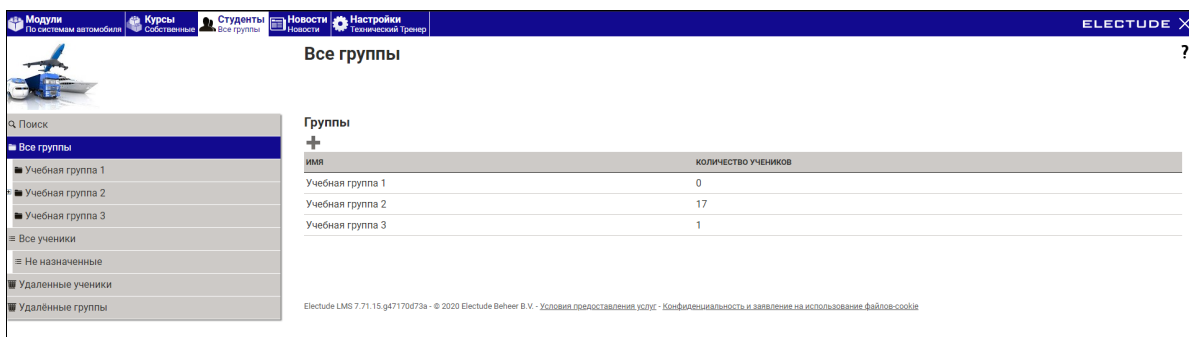 Модули
По системам автомобиля
Курсы
Собственные
Студенты
Все группы
Новости
Новости
Настройки
Технический Тренер
ELECTUDE
Все группы
?
Поиск
Все группы
Учебная группа 1
Учебная группа 2
Учебная группа 3
Все ученики
Не назначенные
Удаленные ученики
Удалённые группы
Группы
ИМЯ КОЛИЧЕСТВО УЧЕНИКОВ
Учебная группа 1 0
Учебная группа 2 17
Учебная группа 3 1
Electude LMS 7.71.15.g47170d73a - © 2020 Electude Beheer B.V. - Условия предоставления услуг - Конфиденциальность и заявление на использование файлов-cookie